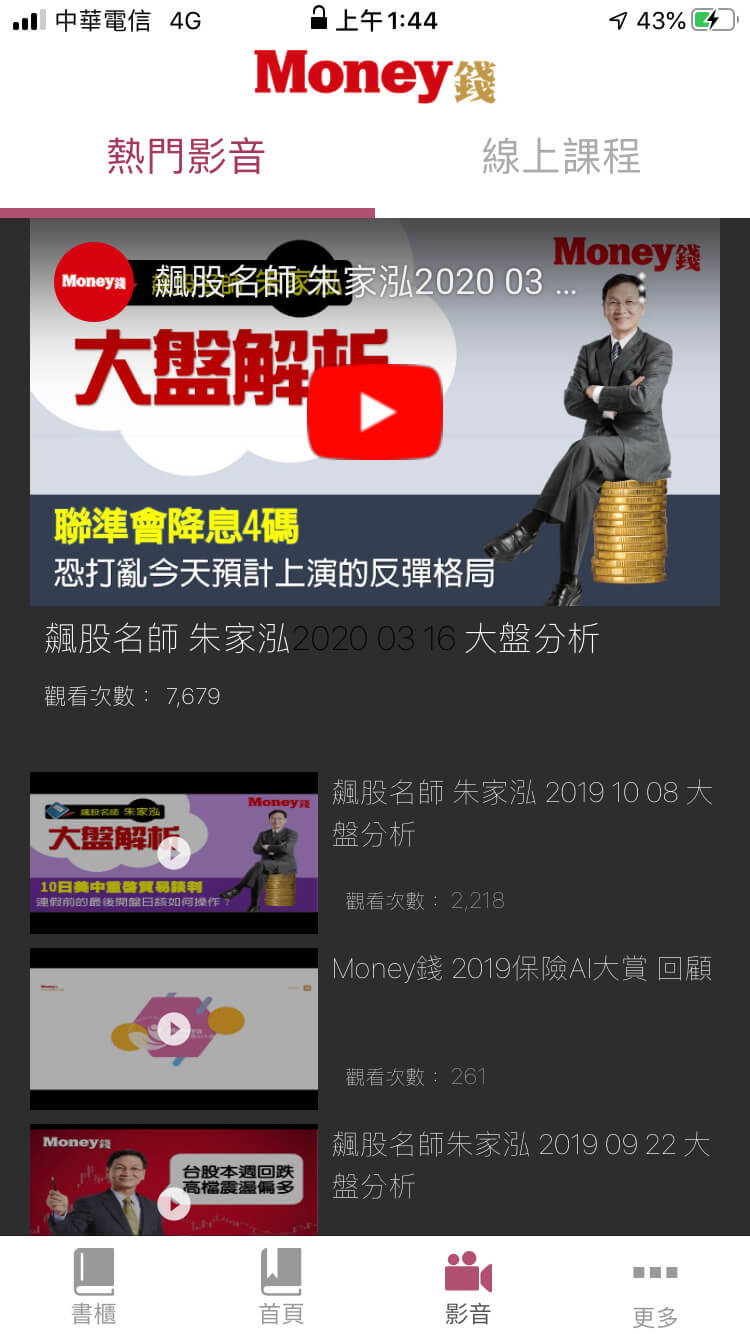 中華電信 4G 上午1:44 43%
Money錢
熱門影音 線上課程
Money錢
飆股名師 朱家泓2020 03 ...
Money錢
大盤解析
聯準會降息4碼
恐打亂今天預計上演的反彈格局
飆股名師 朱家泓2020 03 16 大盤分析
觀看次數： 7,679
飆股名師 朱家泓
Money錢
大盤解析
10日美中重啓貿易談判
連假前的最後開盤日該如何操作？
飆股名師 朱家泓 2019 10 08 大
盤分析
觀看次數： 2,218
Money錢 2019保險AI大賞 回顧
觀看次數： 261
Money錢
台股本週回跌
高檔震盪偏多
飆股名師朱家泓 2019 09 22 大
盤分析
書櫃 首頁 影音 更多